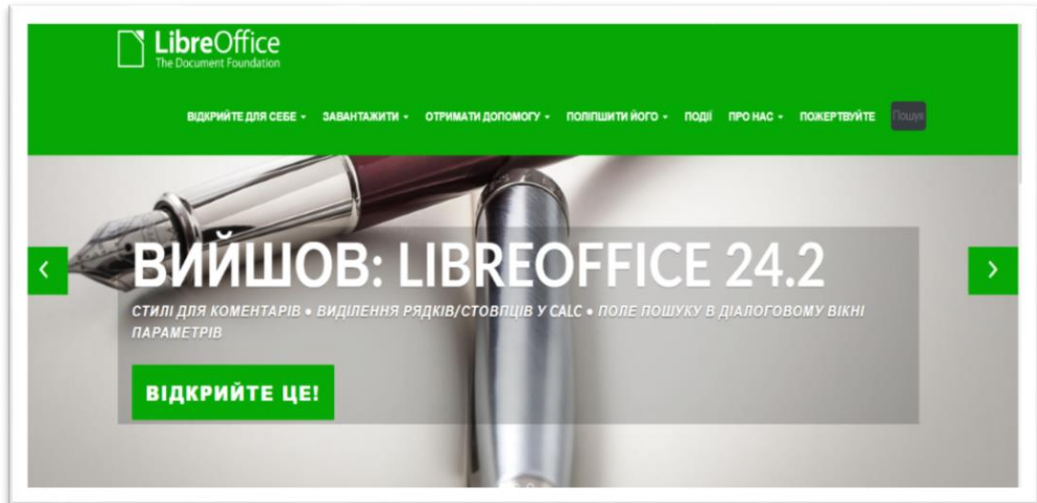 LibreOffice
The Document Foundation
ВІДКРИЙТЕ ДЛЯ СЕБЕ ЗАВАНТАЖИТИ ОТРИМАТИ ДОПОМОГУ ПОЛІПШИТИ ЙОГО ПОДІЇ ПРО НАС ПОЖЕРТВУЙТЕ Пошук
ВИЙШОВ: LIBREOFFICE 24.2
СТИЛІ ДЛЯ КОМЕНТАРІВ • ВИДІЛЕННЯ РЯДКІВ/СТОВПЦІВ У CALC • ПОЛЕ ПОШУКУ В ДІАЛОГОВОМУ ВІКНІ
ПАРАМЕТРІВ
ВІДКРИЙТЕ ЦЕ!